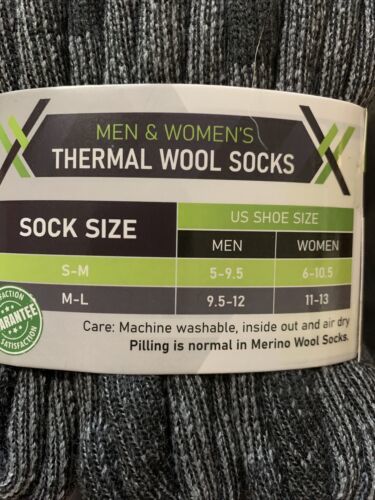 MEN & WOMEN'S
THERMAL WOOL SOCKS
SOCK SIZE
US SHOE SIZE
MEN WOMEN
S-M 5-9.5 6-10.5
M-L 9.5-12 11-13
SATISFACTION
GUARANTEE
SATISFACTION
Care: Machine washable, inside out and air dry
Pilling is normal in Merino Wool Socks.